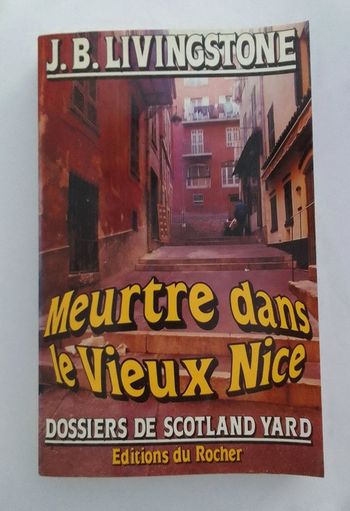 J. B. LIVINGSTONE
Meurtre dans
le Vieux Nice
DOSSIERS DE SCOTLAND YARD
Editions du Rocher